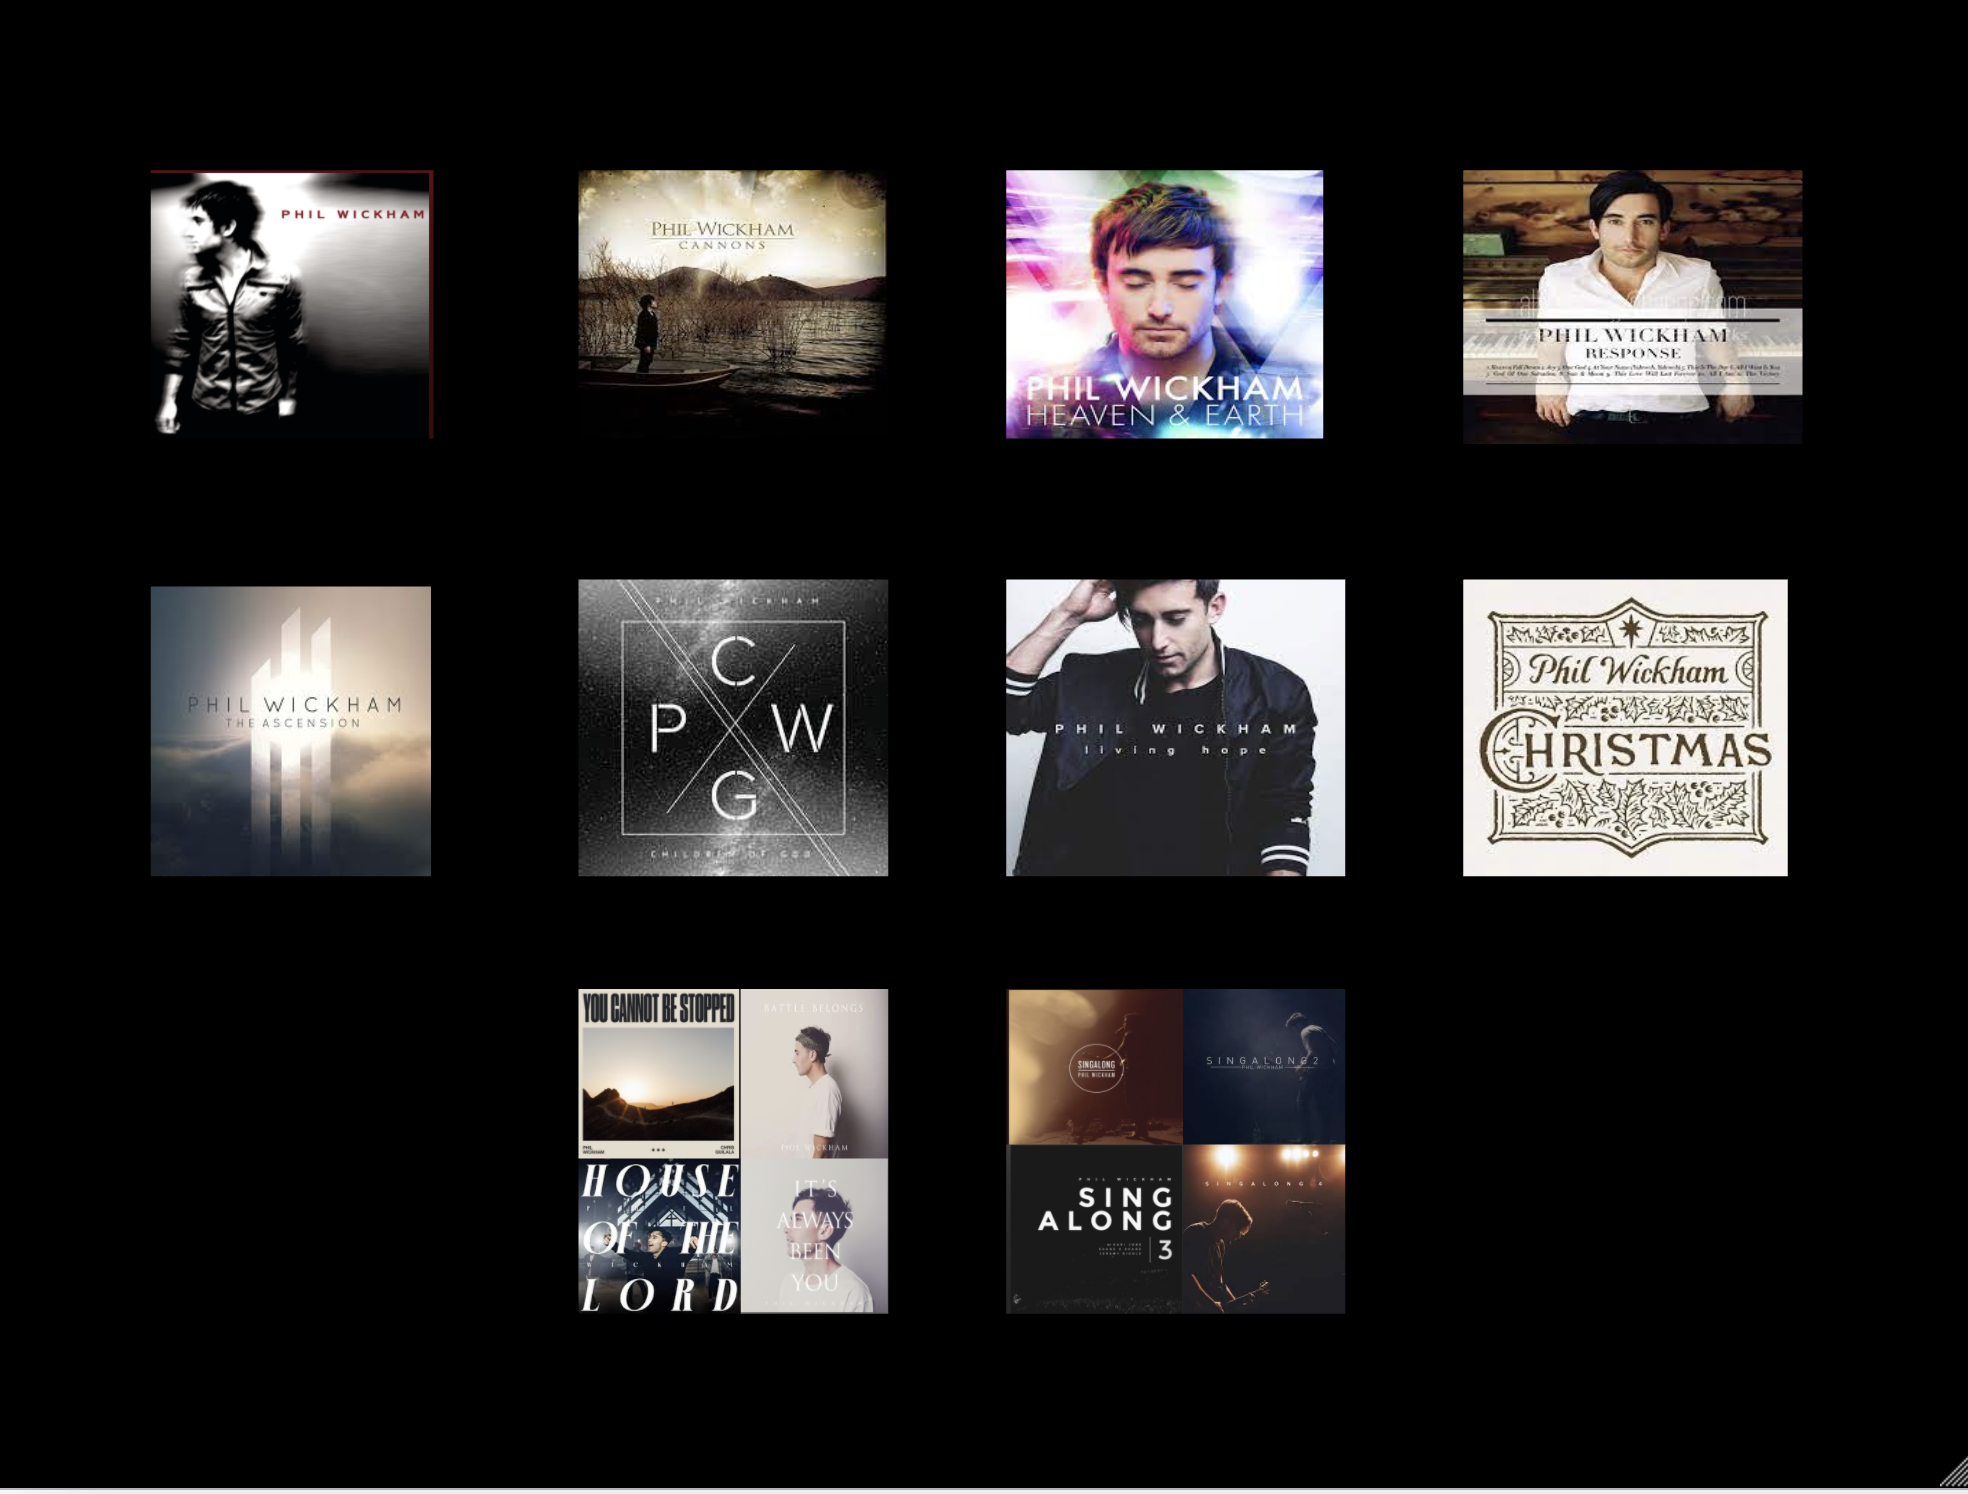 PHIL WICKHAM
PHIL WICKHAM
CANNONS
PHIL WICKHAM
HEAVEN & EARTH
PHIL WICKHAM
RESPONSE
PHIL WICKHAM
THE ASCENSION
PHIL WICKHAM
C
P W
G
CHILDREN OF GOD
PHIL WICKHAM
living hope
Phil Wickham
CHRISTMAS
YOU CANNOT BE STOPPED
PHIL
WICKHAM
CHRIS
QUILALA
BATTLE BELONGS
PHIL WICKHAM
HOUSE
PHIL
OF THE
WICKHAM
LORD
IT'S
ALWAYS
BEEN
YOU
SINGALONG
PHIL WICKHAM
SINGALONG 2
PHIL WICKHAM
PHIL WICKHAM
SING
ALONG
3
SINGALONG 4